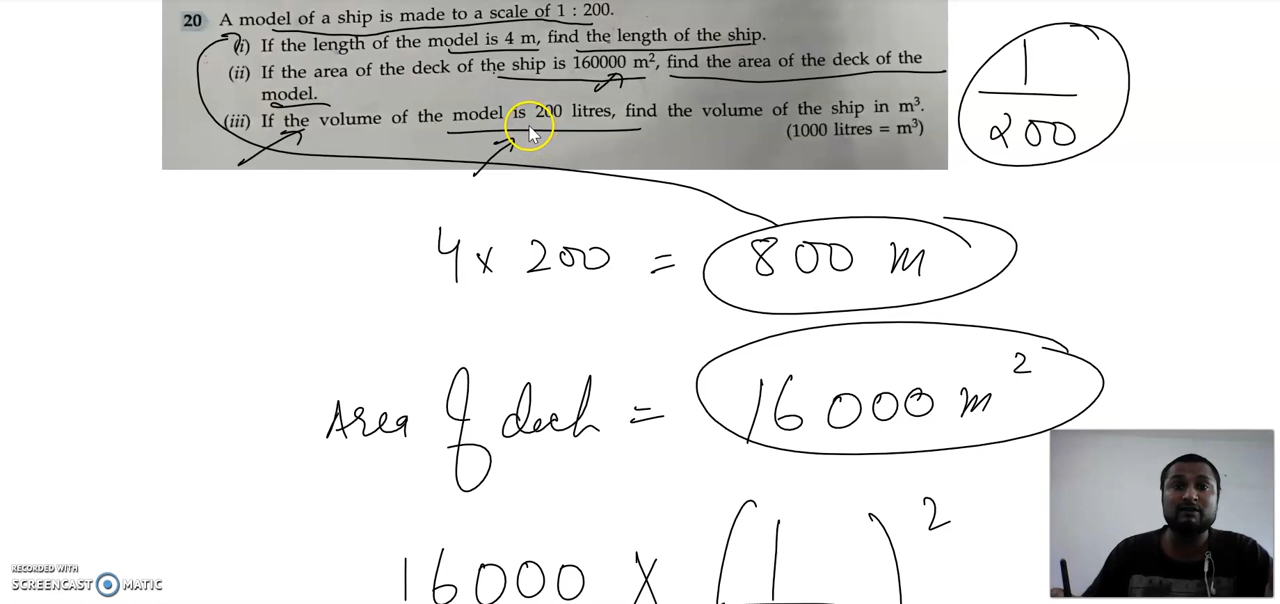 20 A model of a ship is made to a scale of 1 : 200.
(i) If the length of the model is 4 m, find the length of the ship.
(ii) If the area of the deck of the ship is 160000 m², find the area of the deck of the
model.
(iii) If the volume of the model is 200 litres, find the volume of the ship in m³.
(1000 litres = m³)
1
200
4 x 200 = 800 m
Area of deck = 16000 m²
16000 x (1)²
RECORDED WITH
SCREENCAST MATIC